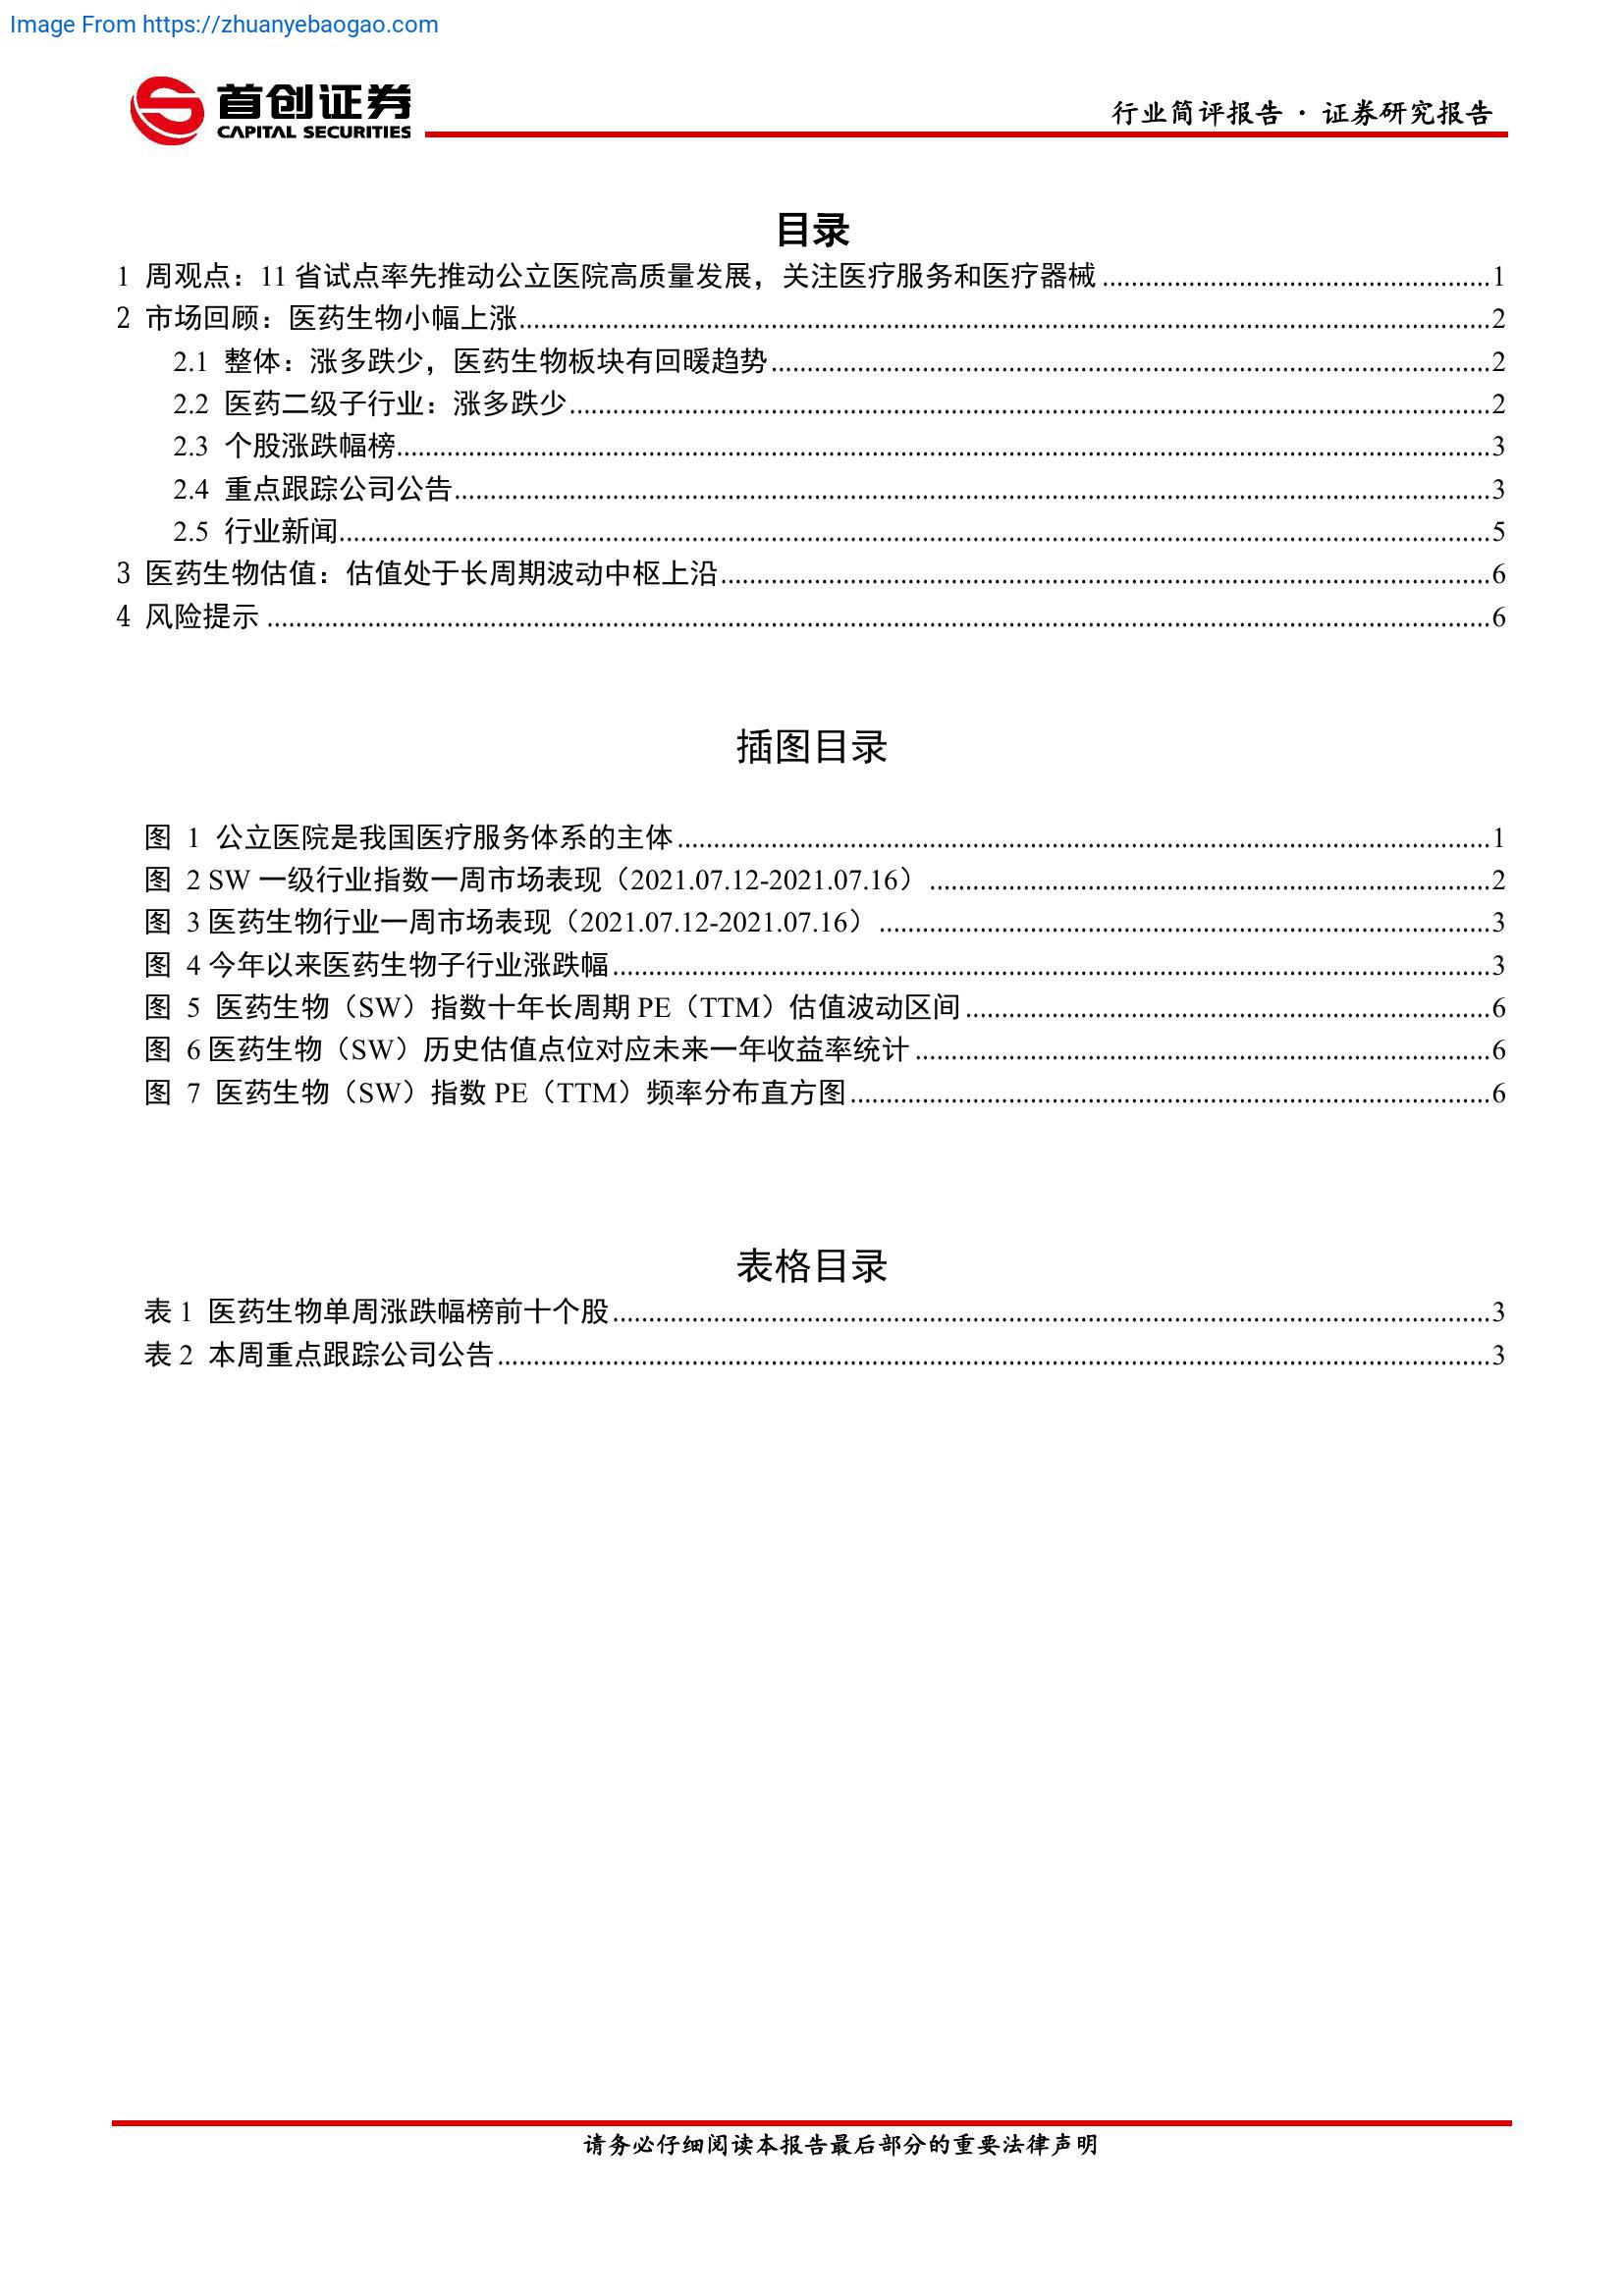 Image From https://zhuanyebaogao.com
首创证券
CAPITAL SECURITIES
行业简评报告 · 证券研究报告
目录
1 周观点：11 省试点率先推动公立医院高质量发展，关注医疗服务和医疗器械 1
2 市场回顾：医药生物小幅上涨 2
2.1 整体：涨多跌少，医药生物板块有回暖趋势 2
2.2 医药二级子行业：涨多跌少 2
2.3 个股涨跌幅榜 3
2.4 重点跟踪公司公告 3
2.5 行业新闻 5
3 医药生物估值：估值处于长周期波动中枢上沿 6
4 风险提示 6
插图目录
图 1 公立医院是我国医疗服务体系的主体 1
图 2 SW 一级行业指数一周市场表现（2021.07.12-2021.07.16） 2
图 3 医药生物行业一周市场表现（2021.07.12-2021.07.16） 3
图 4 今年以来医药生物子行业涨跌幅 3
图 5 医药生物（SW）指数十年长周期 PE（TTM）估值波动区间 6
图 6 医药生物（SW）历史估值点位对应未来一年收益率统计 6
图 7 医药生物（SW）指数 PE（TTM）频率分布直方图 6
表格目录
表 1 医药生物单周涨跌幅榜前十个股 3
表 2 本周重点跟踪公司公告 3
请务必仔细阅读本报告最后部分的重要法律声明